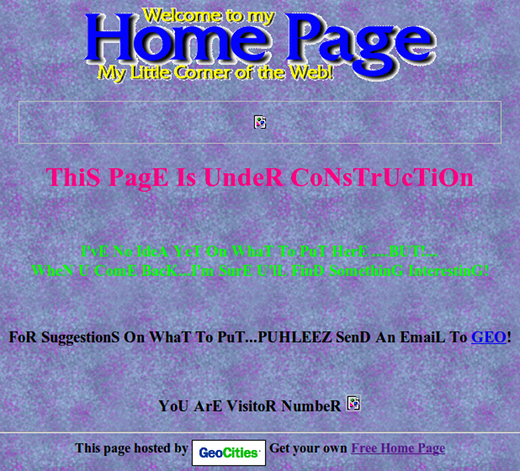 Welcome to my
Home Page
My Little Corner of the Web!
ThiS PagE Is UndeR CoNsTrUcTiOn
I'vE No IdeA YeT On WhaT To PuT HerE.....BUT!...
WheN U ComE BacK...I'm SurE U'lL FinD SomethinG InterestinG!
FoR SuggestionS On WhaT To PuT...PUHLEEZ SenD An EmaiL To GEO!
YoU ArE VisitoR NumbeR
This page hosted by GeoCities Get your own Free Home Page